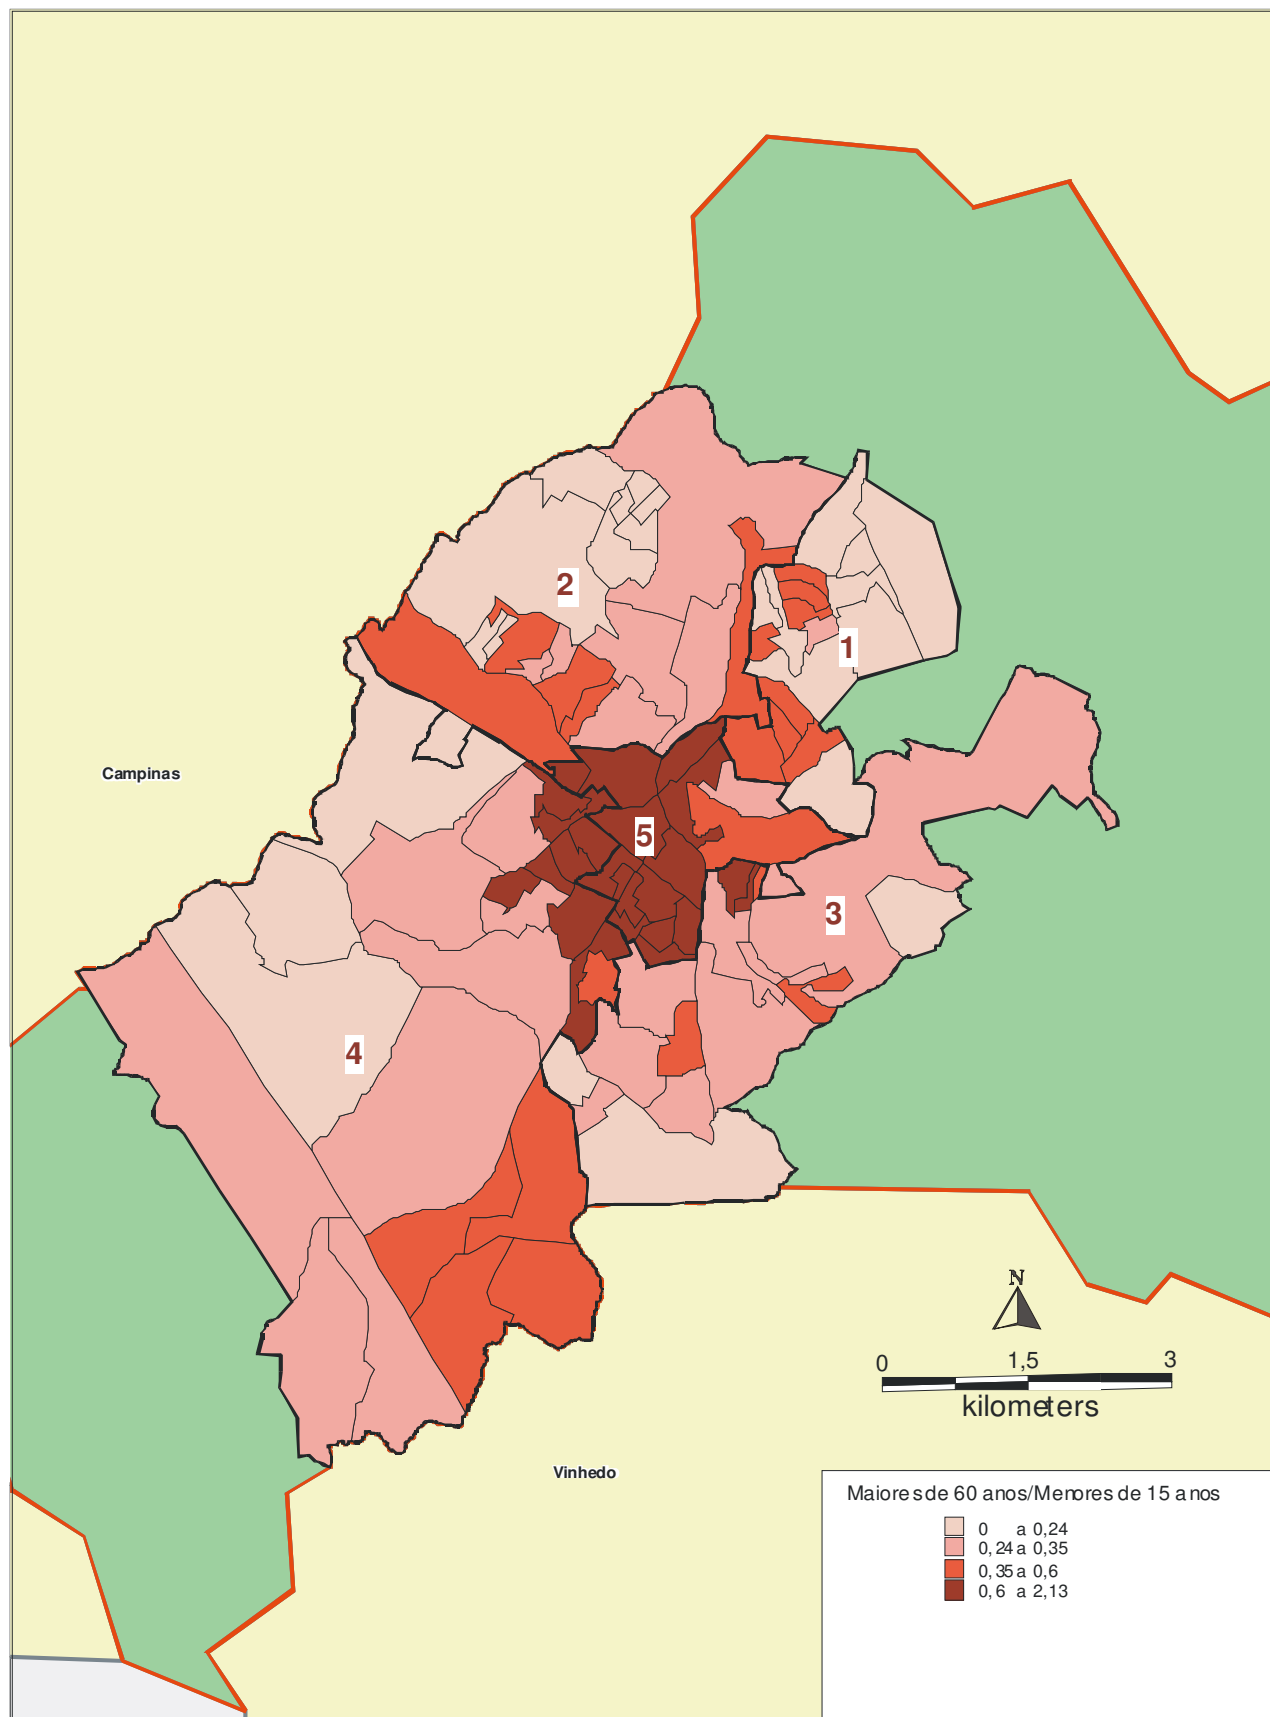 2
1
Campinas
5
3
4
N
0 1,5 3
kilometers
Vinhedo
Maiores de 60 anos/Menores de 15 anos
0 a 0,24
0,24 a 0,35
0,35 a 0,6
0,6 a 2,13